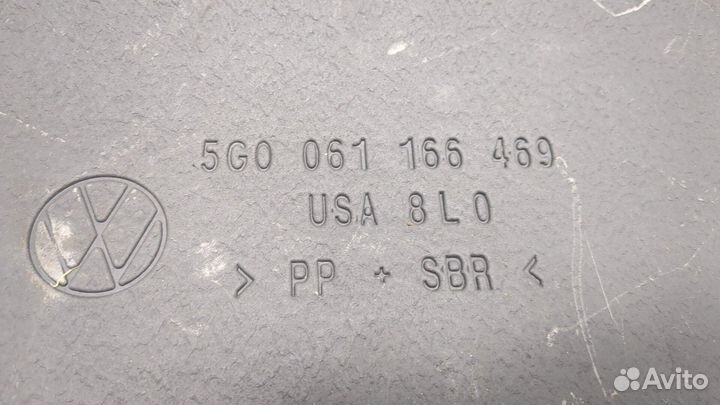 5G0 061 166 469
USA 8L0
> PP + SBR <
Avito